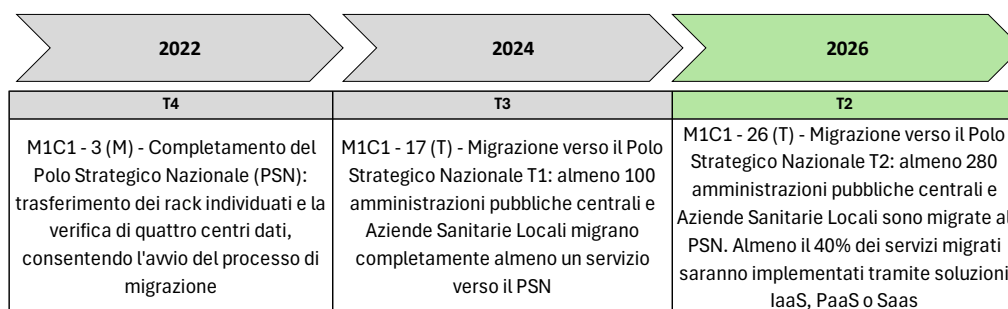 2022
2024
2026
T4
T3
T2
M1C1 - 3 (M) - Completamento del
Polo Strategico Nazionale (PSN):
trasferimento dei rack individuati e la
verifica di quattro centri dati,
consentendo l'avvio del processo di
migrazione
M1C1 - 17 (T) - Migrazione verso il Polo
Strategico Nazionale T1: almeno 100
amministrazioni pubbliche centrali e
Aziende Sanitarie Locali migrano
completamente almeno un servizio
verso il PSN
M1C1 - 26 (T) - Migrazione verso il Polo
Strategico Nazionale T2: almeno 280
amministrazioni pubbliche centrali e
Aziende Sanitarie Locali sono migrate al
PSN. Almeno il 40% dei servizi migrati
saranno implementati tramite soluzioni
IaaS, PaaS o Saas